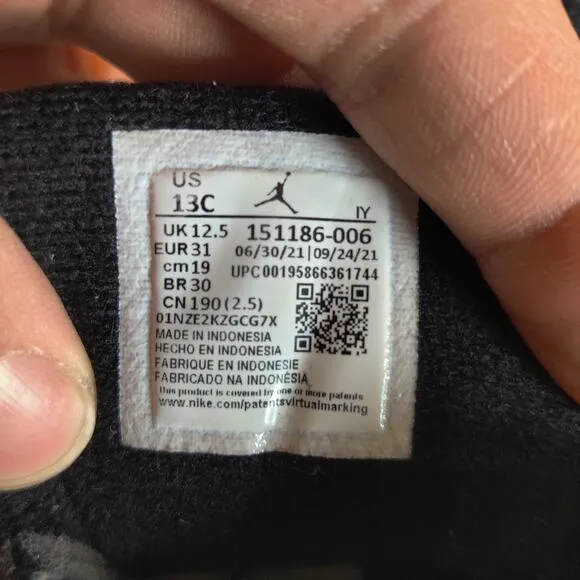 US
13C
IY
UK 12.5 151186-006
EUR 31 06/30/21|09/24/21
cm 19 UPC00195866361744
BR 30
CN 190 (2.5)
01NZE2KZGCG7X
MADE IN INDONESIA
HECHO EN INDONESIA
FABRIQUE EN INDONESIE
FABRICADO NA INDONÉSIA
This product is covered by one or more patents
www.nike.com/patentsvirtualmarking